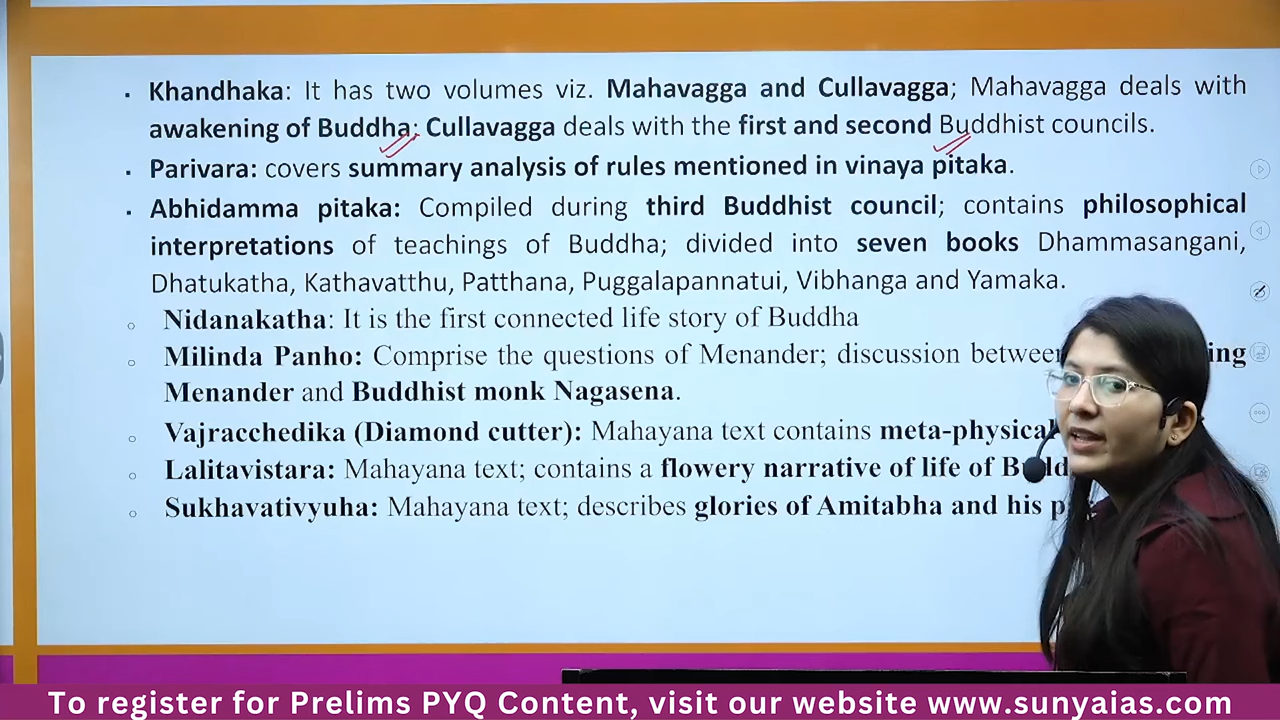 ▪ Khandhaka: It has two volumes viz. Mahavagga and Cullavagga; Mahavagga deals with
awakening of Buddha; Cullavagga deals with the first and second Buddhist councils.
▪ Parivara: covers summary analysis of rules mentioned in vinaya pitaka.
▪ Abhidamma pitaka: Compiled during third Buddhist council; contains philosophical
interpretations of teachings of Buddha; divided into seven books Dhammasangani,
Dhatukatha, Kathavatthu, Patthana, Puggalapannatui, Vibhanga and Yamaka.
○ Nidanakatha: It is the first connected life story of Buddha
○ Milinda Panho: Comprise the questions of Menander; discussion between ing
Menander and Buddhist monk Nagasena.
○ Vajracchedika (Diamond cutter): Mahayana text contains meta-physical
○ Lalitavistara: Mahayana text; contains a flowery narrative of life of Budd
○ Sukhavativyuha: Mahayana text; describes glories of Amitabha and his p
To register for Prelims PYQ Content, visit our website www.sunyaias.com